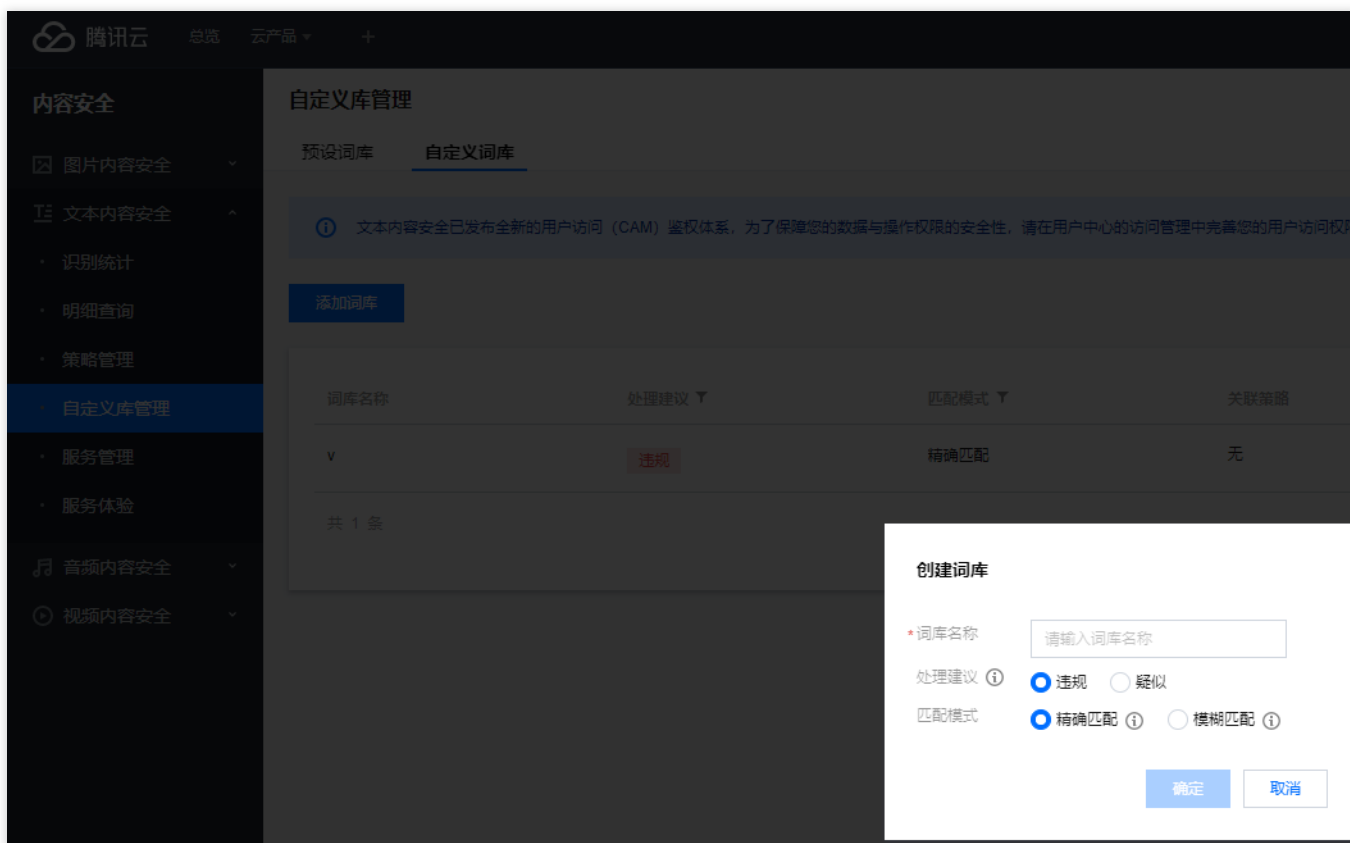 腾讯云 总览 云产品
内容安全
图片内容安全
文本内容安全
识别统计
明细查询
策略管理
自定义库管理
服务管理
服务体验
音频内容安全
视频内容安全
自定义库管理
预设词库 自定义词库
文本内容安全已发布全新的用户访问（CAM）鉴权体系，为了保障您的数据与操作权限的安全性，请在用户中心的访问管理中完善您的用户访问权限
添加词库
词库名称 处理建议 匹配模式 关联策略
v 违规 精确匹配 无
共 1 条
创建词库
*词库名称 请输入词库名称
处理建议 违规 疑似
匹配模式 精确匹配 模糊匹配
确定 取消